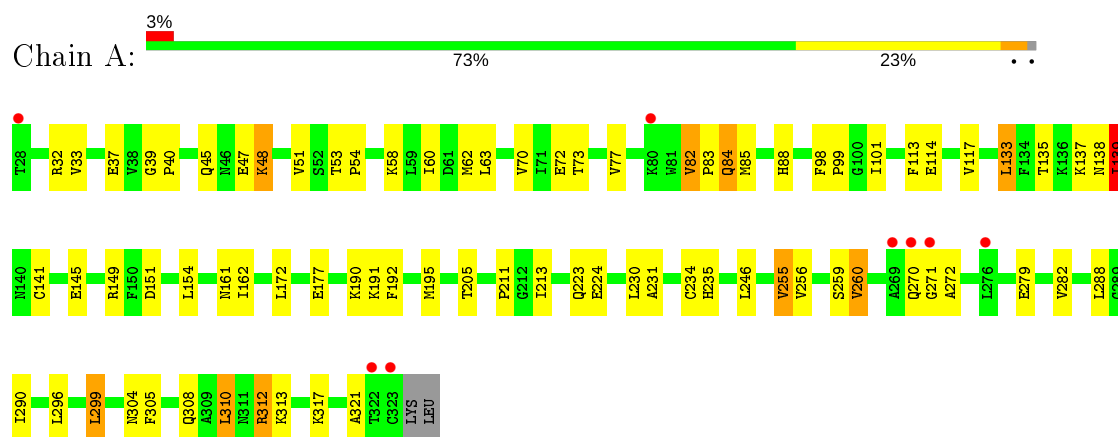 3%
Chain A:
73%
23%
T28 R32 V33 E37 V38 G39 P40 Q45 N46 E47 K48 V51 S52 T53 P54 K58 L59 I60 D61 M62 L63 V70 I71 E72 T73 V77 K80 W81 V82 P83 Q84 M85 H88 F98 P99 G100 I101 F113 E114 V117 L133 F134 T135 K136 K137 N138 I139
N140 C141 E145 R149 F150 D151 L154 N161 I162 L172 E177 K190 K191 F192 M195 T205 P211 G212 I213 Q223 E224 L230 A231 C234 H235 L246 V255 V256 S259 V260 A269 Q270 G271 A272 L276 E279 V282 L288
I290 L296 L299 N304 F305 Q308 A309 L310 N311 R312 K313 K317 A321 T322 C323 LYS LEU